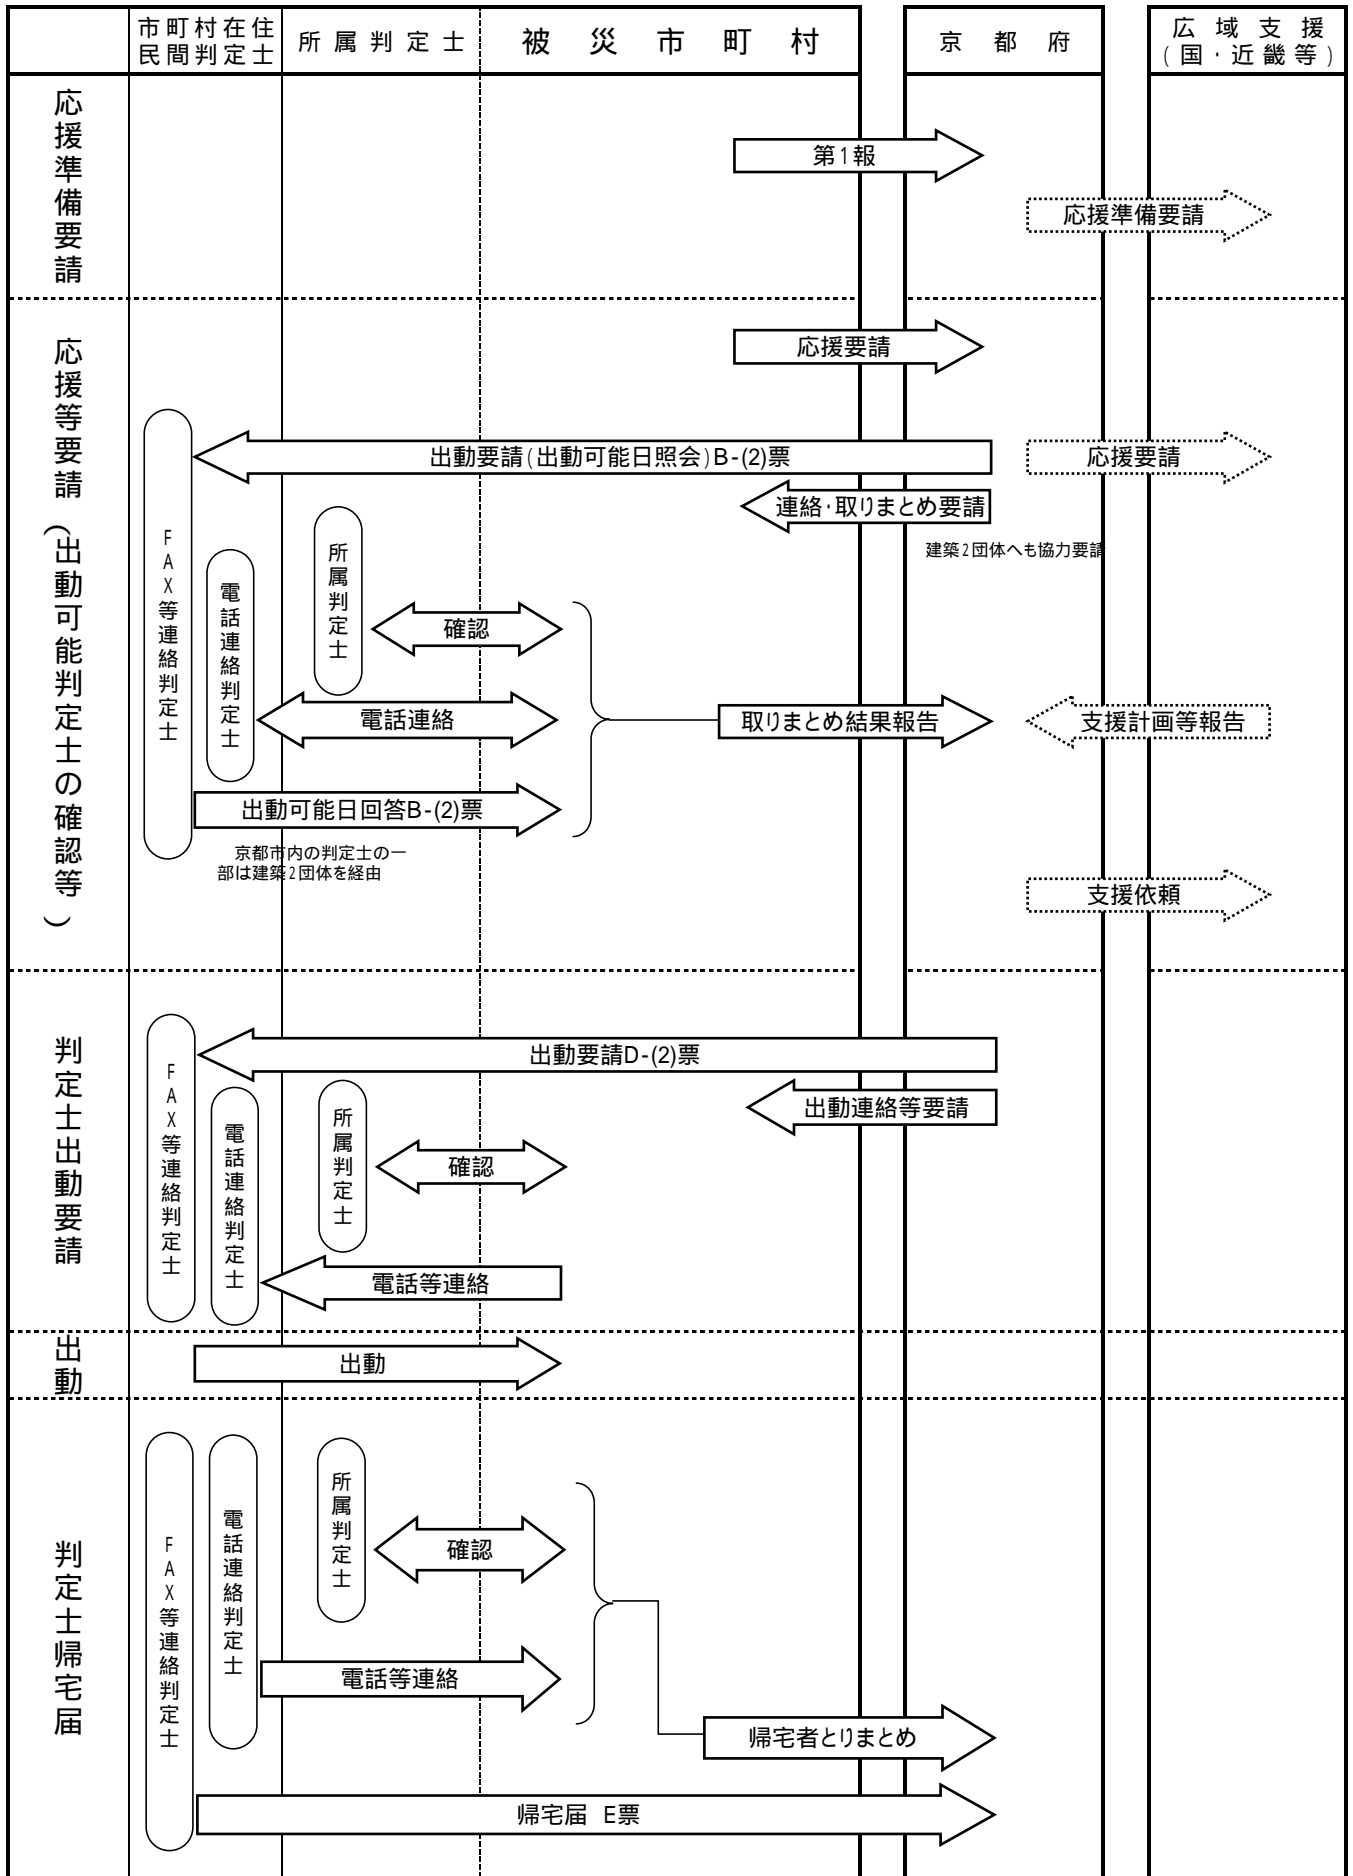 市町村在住
民間判定士
所属判定士
被災市町村
京都府
広域支援
(国・近畿等)
応援準備要請
第1報
応援準備要請
応援等要請(出動可能判定士の確認等)
応援要請
出動要請(出動可能日照会)B-(2)票
応援要請
連絡・取りまとめ要請
建築2団体へも協力要請
FAX等連絡判定士
電話連絡判定士
所属判定士
確認
電話連絡
取りまとめ結果報告
支援計画等報告
出動可能日回答B-(2)票
京都市内の判定士の一
部は建築2団体を経由
支援依頼
判定士出動要請
出動要請D-(2)票
出動連絡等要請
FAX等連絡判定士
電話連絡判定士
所属判定士
確認
電話等連絡
出動
出動
判定士帰宅届
FAX等連絡判定士
電話連絡判定士
所属判定士
確認
電話等連絡
帰宅者とりまとめ
帰宅届 E票